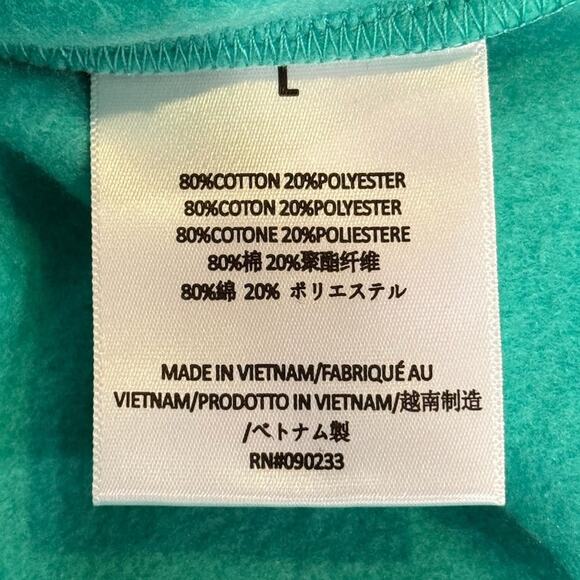 L
80%COTTON 20%POLYESTER
80%COTON 20%POLYESTER
80%COTONE 20%POLIESTERE
80%棉 20%聚酯纤维
80%綿 20% ポリエステル
MADE IN VIETNAM/FABRIQUÉ AU
VIETNAM/PRODOTTO IN VIETNAM/越南制造
/ベトナム製
RN#090233